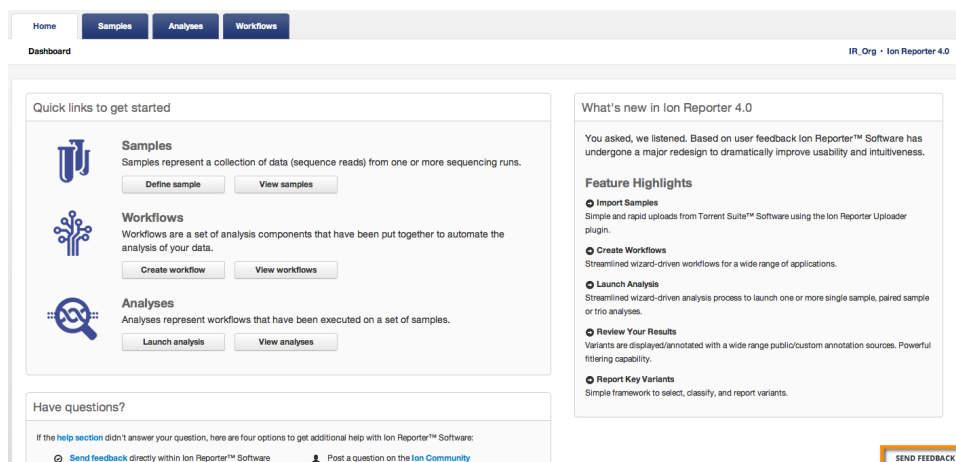 Home
Samples
Analyses
Workflows
Dashboard
IR_Org • Ion Reporter 4.0
Quick links to get started
Samples
Samples represent a collection of data (sequence reads) from one or more sequencing runs.
Define sample
View samples
Workflows
Workflows are a set of analysis components that have been put together to automate the
analysis of your data.
Create workflow
View workflows
Analyses
Analyses represent workflows that have been executed on a set of samples.
Launch analysis
View analyses
Have questions?
If the help section didn't answer your question, here are four options to get additional help with Ion Reporter™ Software:
Send feedback directly within Ion Reporter™ Software
Post a question on the Ion Community
What's new in Ion Reporter 4.0
You asked, we listened. Based on user feedback Ion Reporter™ Software has
undergone a major redesign to dramatically improve usability and intuitiveness.
Feature Highlights
Import Samples
Simple and rapid uploads from Torrent Suite™ Software using the Ion Reporter Uploader
plugin.
Create Workflows
Streamlined wizard-driven workflows for a wide range of applications.
Launch Analysis
Streamlined wizard-driven analysis process to launch one or more single sample, paired sample
or trio analyses.
Review Your Results
Variants are displayed/annotated with a wide range public/custom annotation sources. Powerful
fitlering capability.
Report Key Variants
Simple framework to select, classify, and report variants.
SEND FEEDBACK